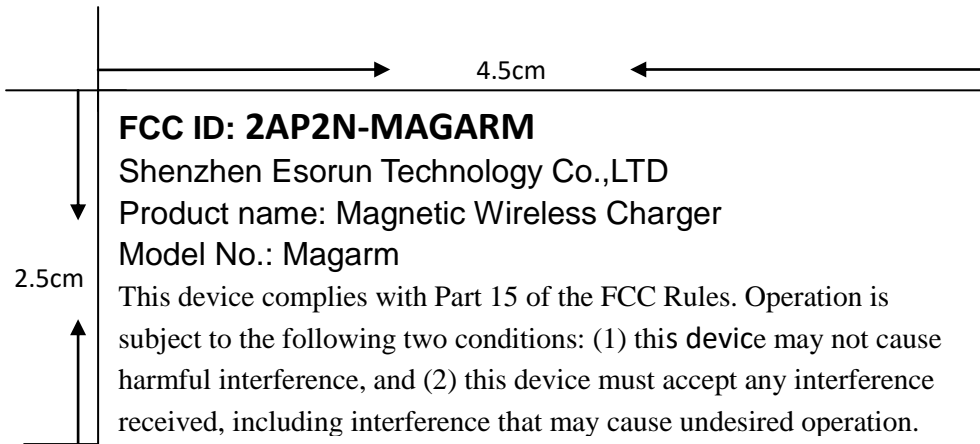 4.5cm
FCC ID: 2AP2N-MAGARM
Shenzhen Esorun Technology Co.,LTD
Product name: Magnetic Wireless Charger
Model No.: Magarm
2.5cm
This device complies with Part 15 of the FCC Rules. Operation is
subject to the following two conditions: (1) this device may not cause
harmful interference, and (2) this device must accept any interference
received, including interference that may cause undesired operation.